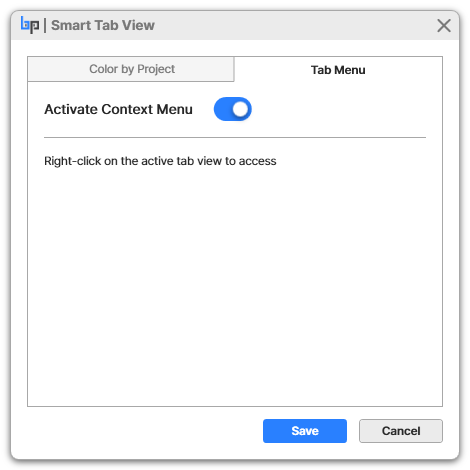 bp | Smart Tab View
Color by Project
Tab Menu
Activate Context Menu
Right-click on the active tab view to access
Save
Cancel